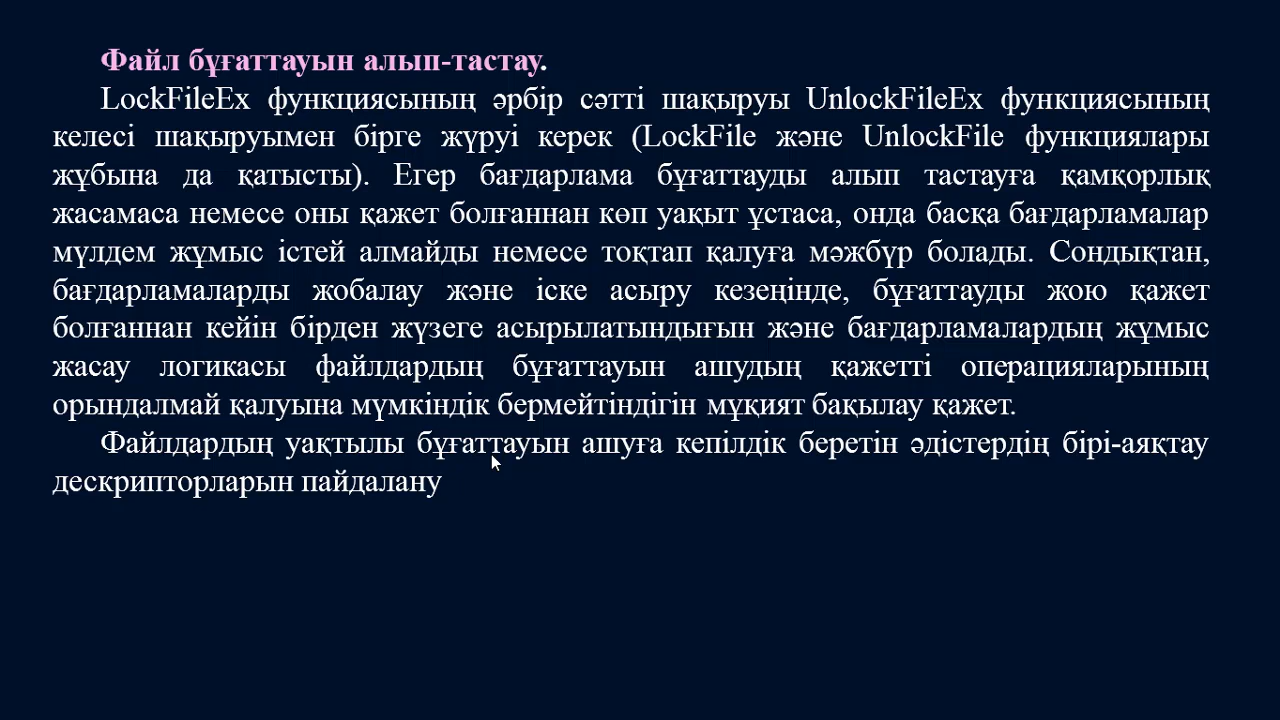 Файл бұғаттауын алып-тастау.
LockFileEx функциясының әрбір сәтті шақыруы UnlockFileEx функциясының
келесі шақыруымен бірге жүруі керек (LockFile және UnlockFile функциялары
жұбына да қатысты). Егер бағдарлама бұғаттауды алып тастауға қамқорлық
жасамаса немесе оны қажет болғаннан көп уақыт ұстаса, онда басқа бағдарламалар
мүлдем жұмыс істей алмайды немесе тоқтап қалуға мәжбүр болады. Сондықтан,
бағдарламаларды жобалау және іске асыру кезеңінде, бұғаттауды жою қажет
болғаннан кейін бірден жүзеге асырылатындығын және бағдарламалардың жұмыс
жасау логикасы файлдардың бұғаттауын ашудың қажетті операцияларының
орындалмай қалуына мүмкіндік бермейтіндігін мұқият бақылау қажет.
Файлдардың уақтылы бұғаттауын ашуға кепілдік беретін әдістердің бірі-аяқтау
дескрипторларын пайдалану